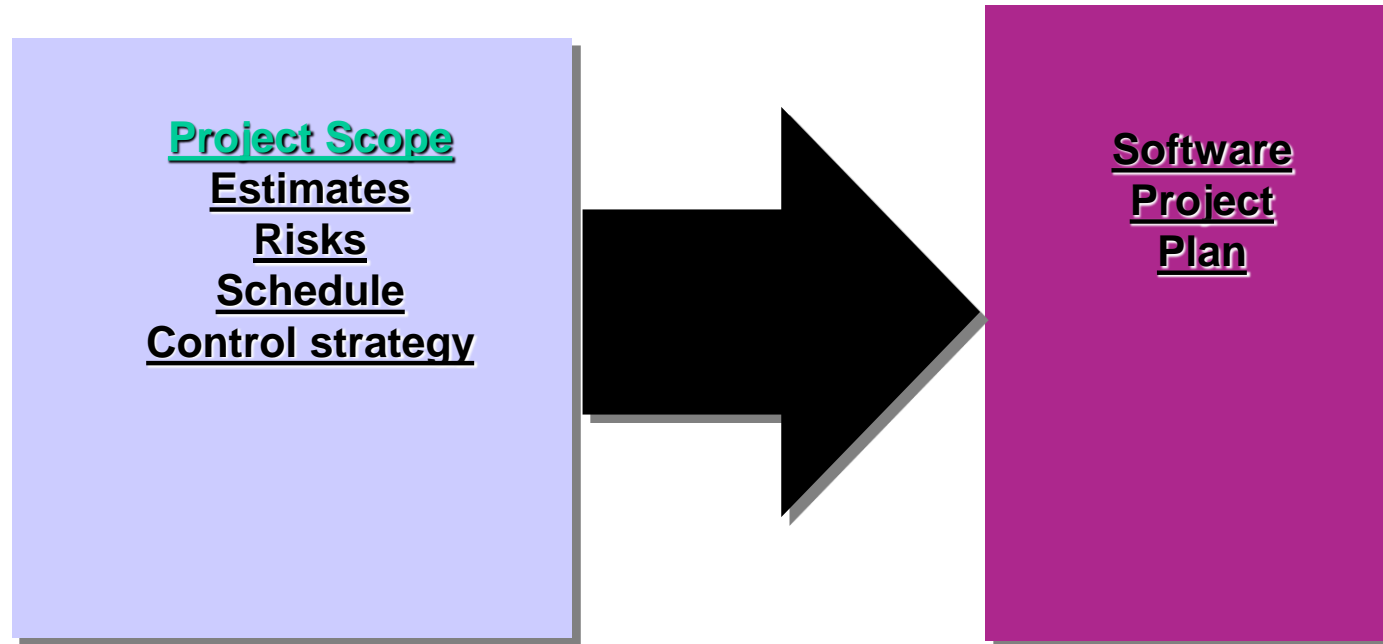 Project Scope
Estimates
Risks
Schedule
Control strategy
Software
Project
Plan